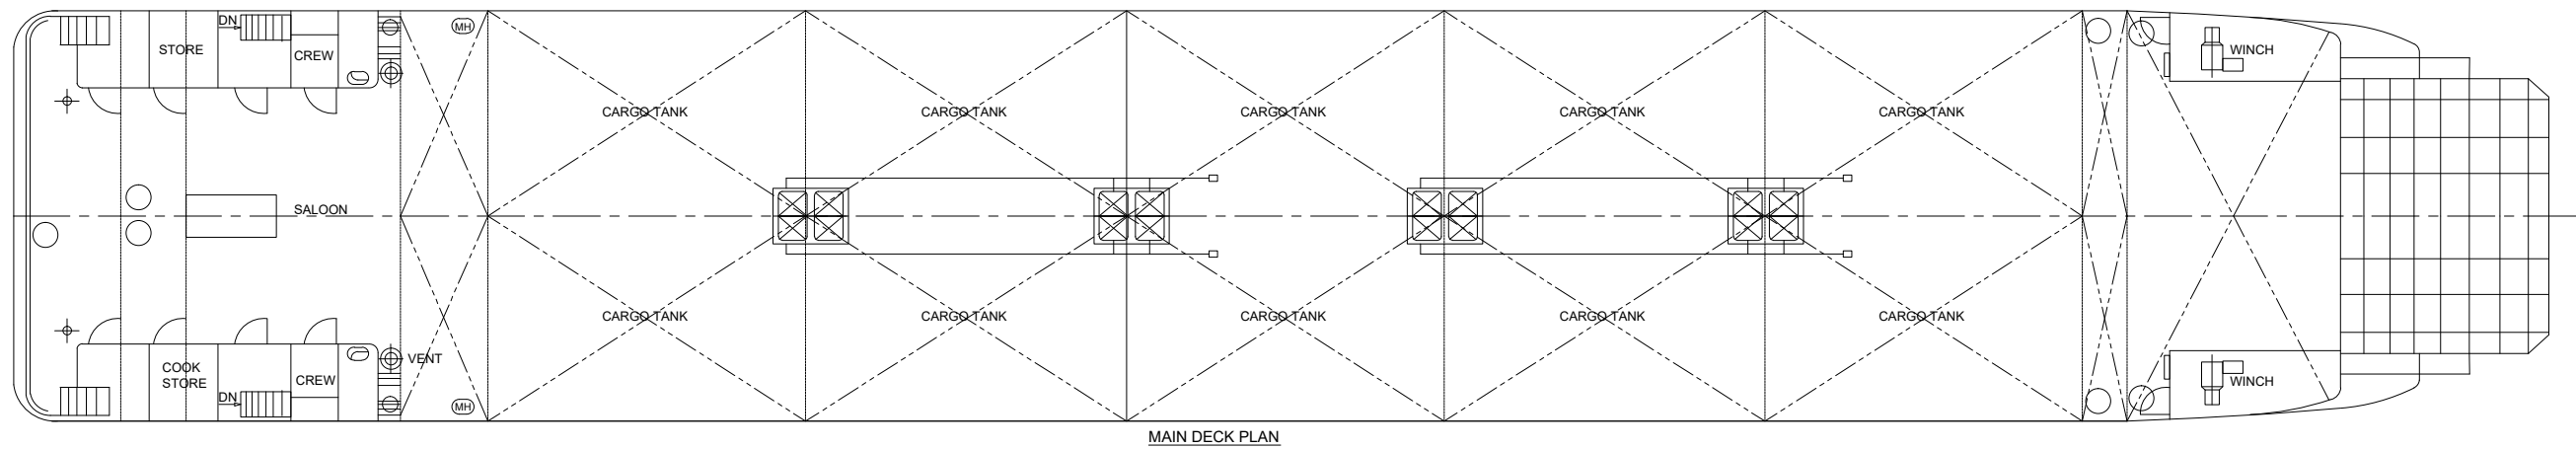 DN
MH
STORE
CREW
WINCH
CARGO TANK
CARGO TANK
CARGO TANK
CARGO TANK
CARGO TANK
SALOON
CARGO TANK
CARGO TANK
CARGO TANK
CARGO TANK
CARGO TANK
VENT
COOK
STORE
CREW
WINCH
DN
MH
MAIN DECK PLAN